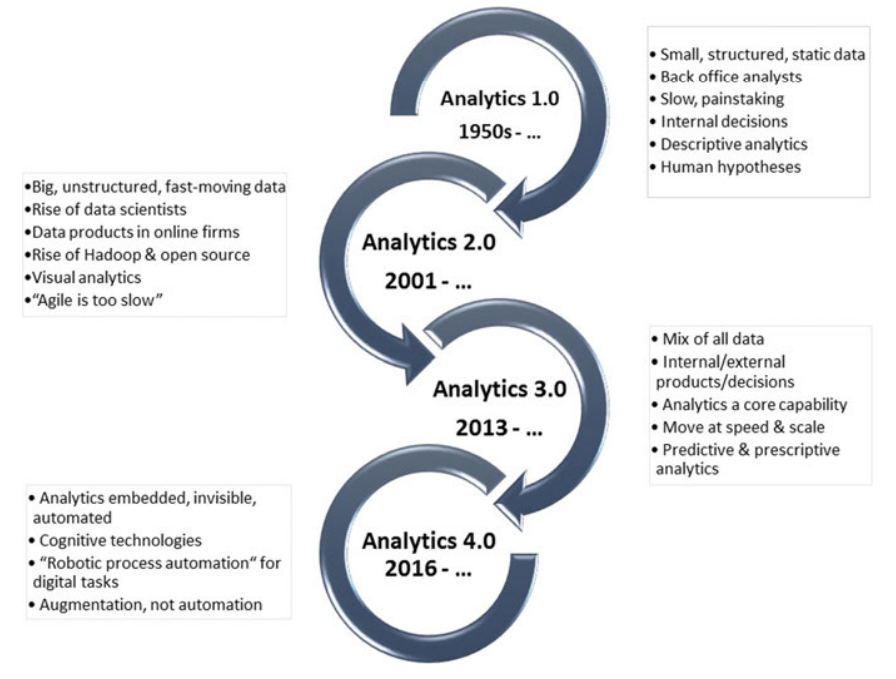 Analytics 1.0
1950s - ...
• Small, structured, static data
• Back office analysts
• Slow, painstaking
• Internal decisions
• Descriptive analytics
• Human hypotheses
Analytics 2.0
2001 - ...
•Big, unstructured, fast-moving data
•Rise of data scientists
•Data products in online firms
•Rise of Hadoop & open source
•Visual analytics
•“Agile is too slow”
Analytics 3.0
2013 - ...
• Mix of all data
• Internal/external
products/decisions
• Analytics a core capability
• Move at speed & scale
• Predictive & prescriptive
analytics
Analytics 4.0
2016 - ...
• Analytics embedded, invisible,
automated
• Cognitive technologies
• “Robotic process automation“ for
digital tasks
• Augmentation, not automation